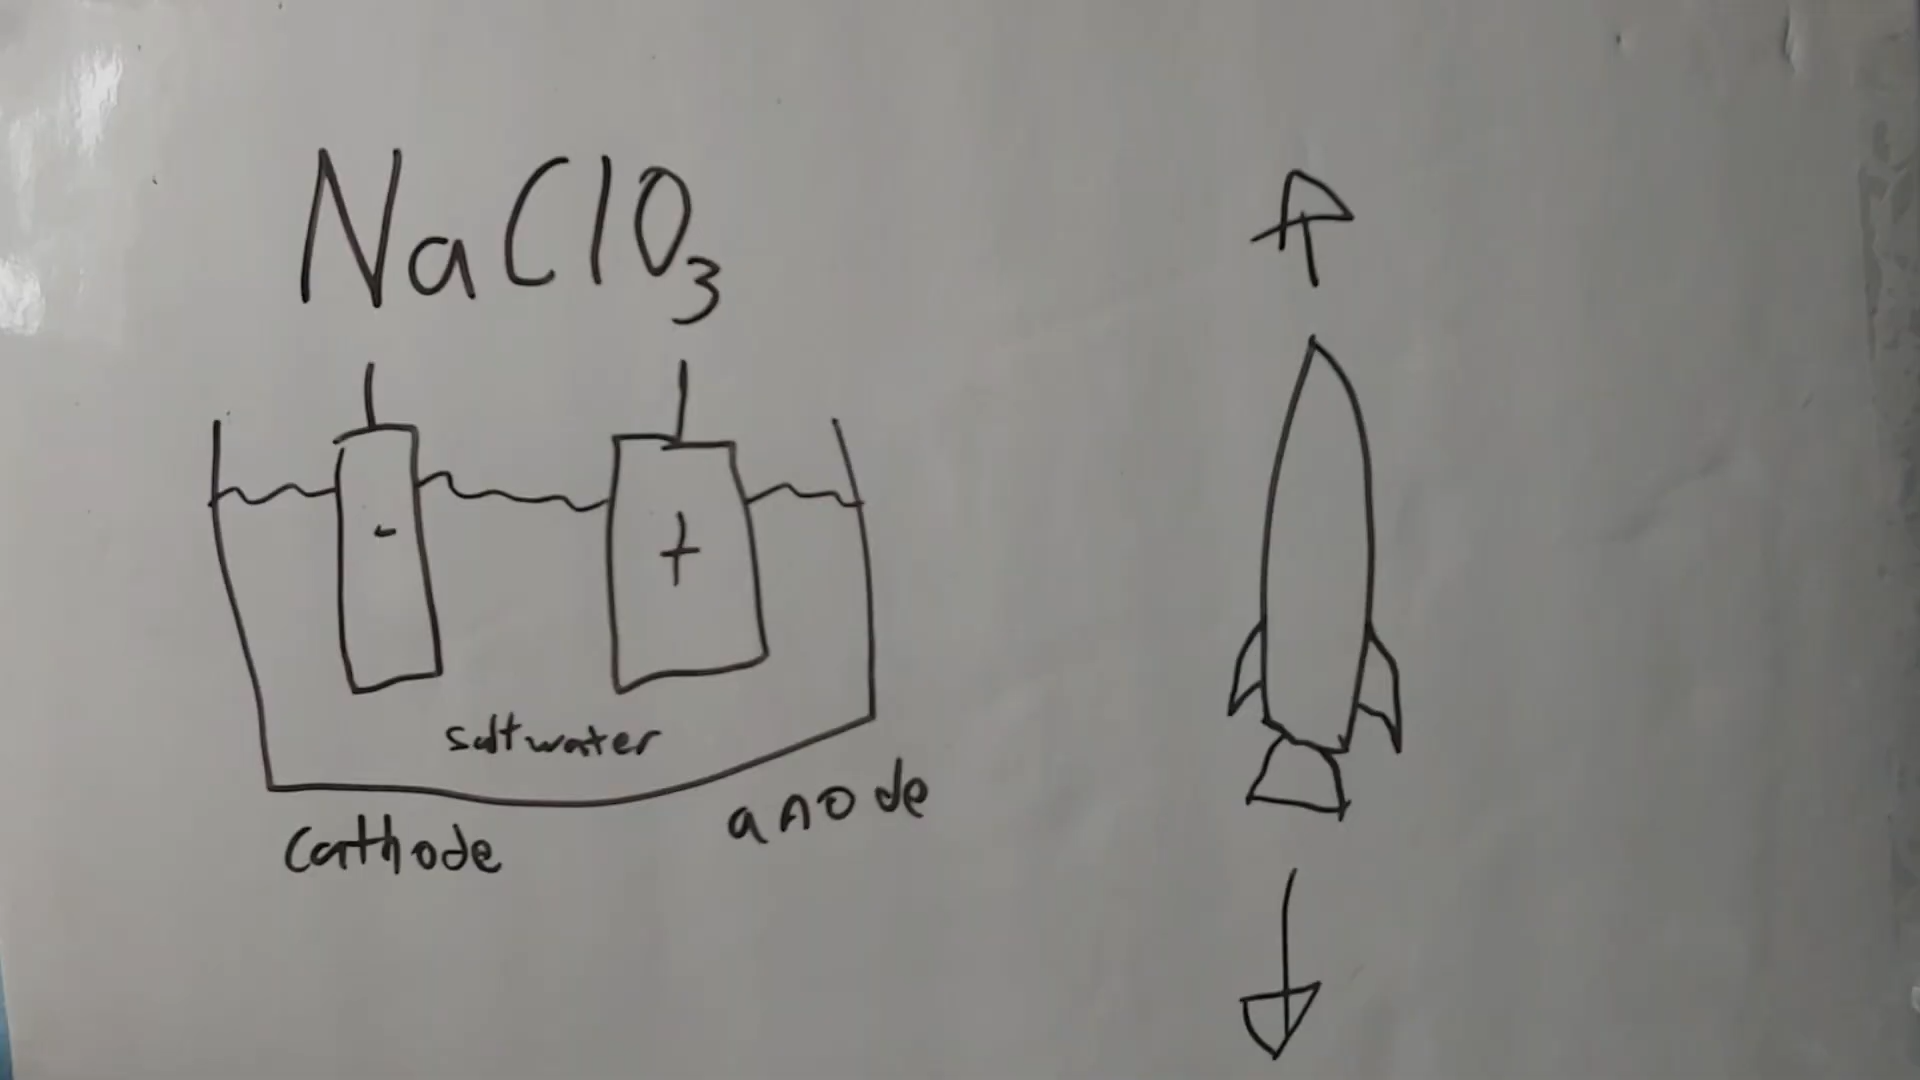 NaClO₃
-
+
saltwater
cathode
anode